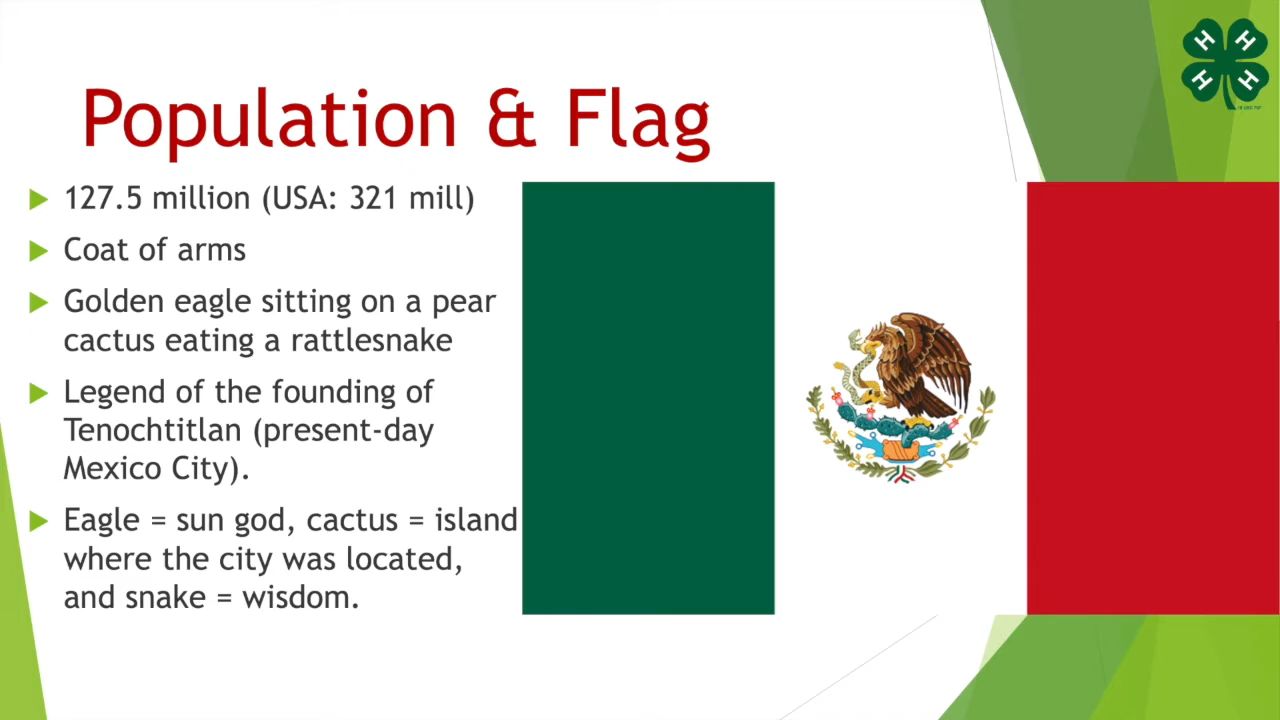 H H
H H
Population & Flag
127.5 million (USA: 321 mill)
Coat of arms
Golden eagle sitting on a pear
cactus eating a rattlesnake
Legend of the founding of
Tenochtitlan (present-day
Mexico City).
Eagle = sun god, cactus = island
where the city was located,
and snake = wisdom.